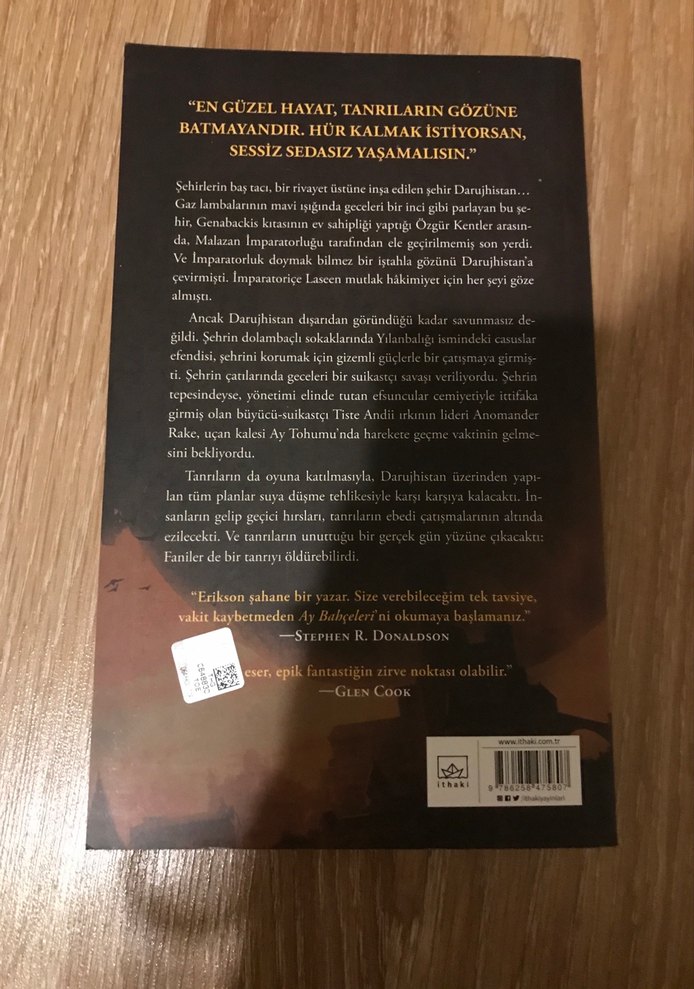 “EN GÜZEL HAYAT, TANRILARIN GÖZÜNE
BATMAYANDIR. HÜR KALMAK İSTİYORSAN,
SESSİZ SEDASIZ YAŞAMALISIN.”
Şehirlerin baş tacı, bir rivayet üstüne inşa edilen şehir Darujhistan…
Gaz lambalarının mavi ışığında geceleri bir inci gibi parlayan bu şe-
hir, Genabackis kıtasının ev sahipliği yaptığı Özgür Kentler arasın-
da, Malazan İmparatorluğu tarafından ele geçirilmemiş son yerdi.
Ve İmparatorluk doymak bilmez bir iştahla gözünü Darujhistan’a
çevirmişti. İmparatoriçe Laseen mutlak hâkimiyet için her şeyi göze
almıştı.
Ancak Darujhistan dışarıdan göründüğü kadar savunmasız de-
ğildi. Şehrin dolambaçlı sokaklarında Yılanbalığı ismindeki casuslar
efendisi, şehrini korumak için gizemli güçlerle bir çatışmaya girmiş-
ti. Şehrin çatılarında geceleri bir suikastçı savaşı veriliyordu. Şehrin
tepesindeyse, yönetimi elinde tutan efsuncular cemiyetiyle ittifaka
girmiş olan büyücü-suikastçı Tiste Andii ırkının lideri Anomander
Rake, uçan kalesi Ay Tohumu’nda harekete geçme vaktinin gelme-
sini bekliyordu.
Tanrıların da oyuna katılmasıyla, Darujhistan üzerinden yapı-
lan tüm planlar suya düşme tehlikesiyle karşı karşıya kalacaktı. İn-
sanların gelip geçici hırsları, tanrıların ebedi çatışmalarının altında
ezilecekti. Ve tanrıların unuttuğu bir gerçek gün yüzüne çıkacaktı:
Faniler de bir tanrıyı öldürebilirdi.
“Erikson şahane bir yazar. Size verebileceğim tek tavsiye,
vakit kaybetmeden Ay Bahçeleri’ni okumaya başlamanız.”
—STEPHEN R. DONALDSON
eser, epik fantastiğin zirve noktası olabilir.”
—GLEN COOK
www.ithaki.com.tr
ithaki
9 786258 475807
/ithakiyayinlari